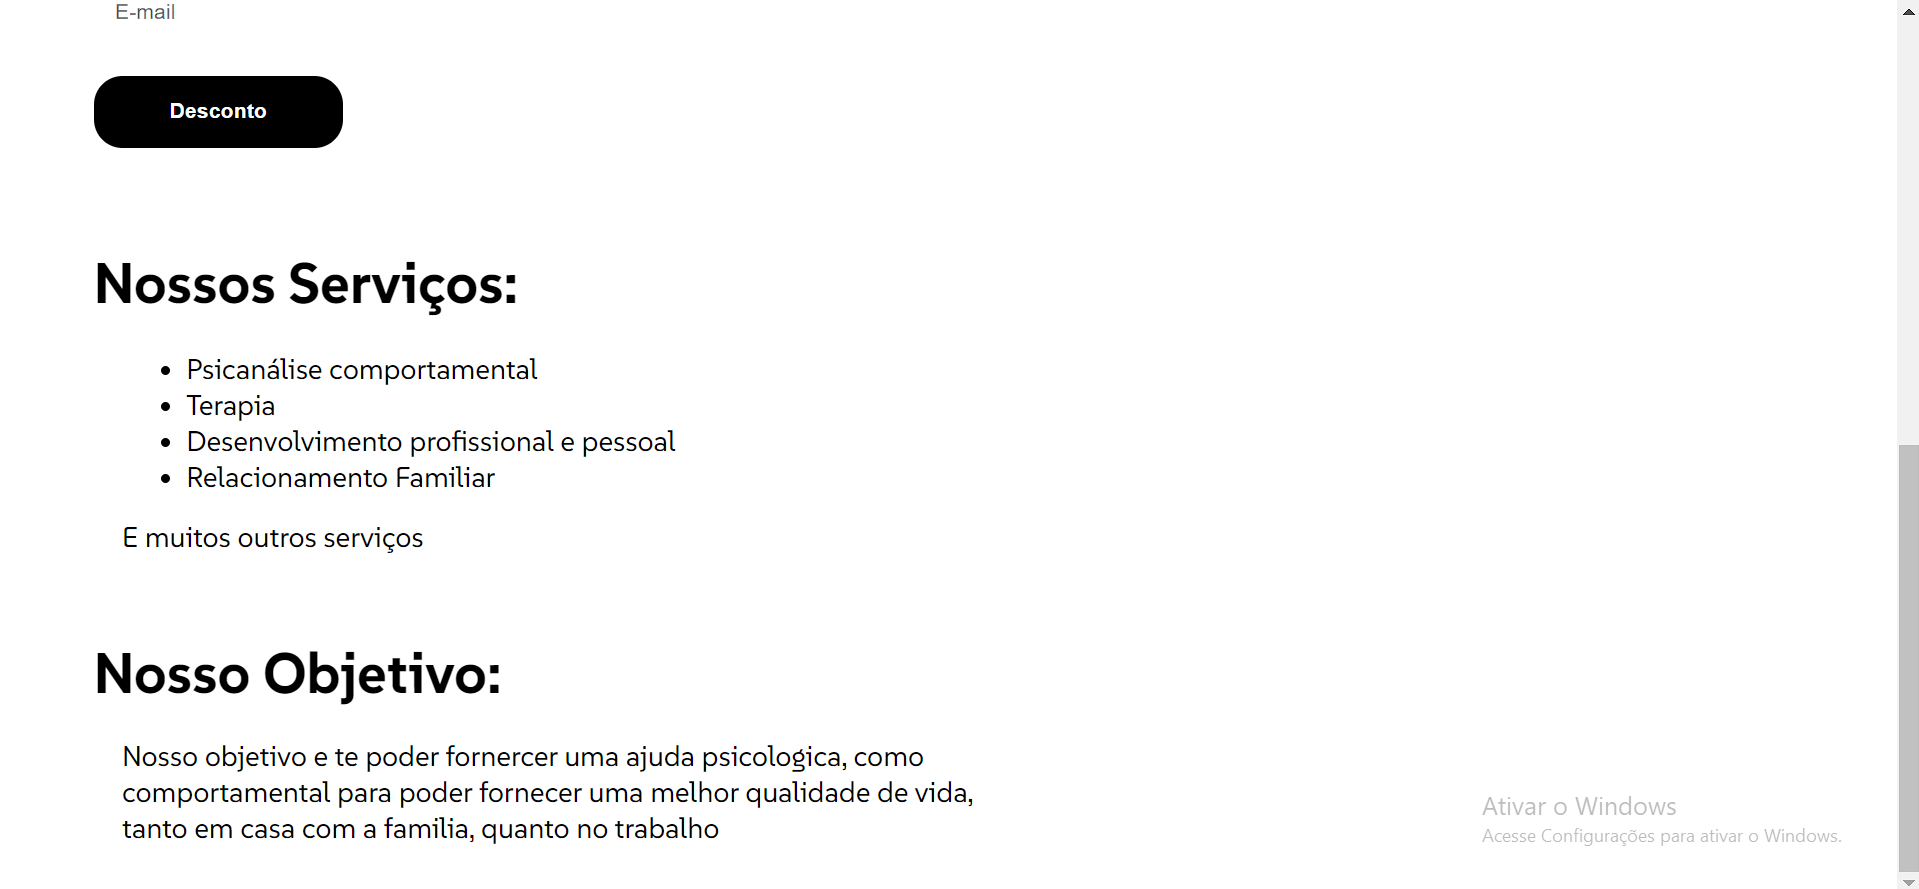 E-mail
Desconto
Nossos Serviços:
• Psicanálise comportamental
• Terapia
• Desenvolvimento profissional e pessoal
• Relacionamento Familiar
E muitos outros serviços
Nosso Objetivo:
Nosso objetivo e te poder fornercer uma ajuda psicologica, como
comportamental para poder fornecer uma melhor qualidade de vida,
tanto em casa com a familia, quanto no trabalho
Ativar o Windows
Acesse Configurações para ativar o Windows.